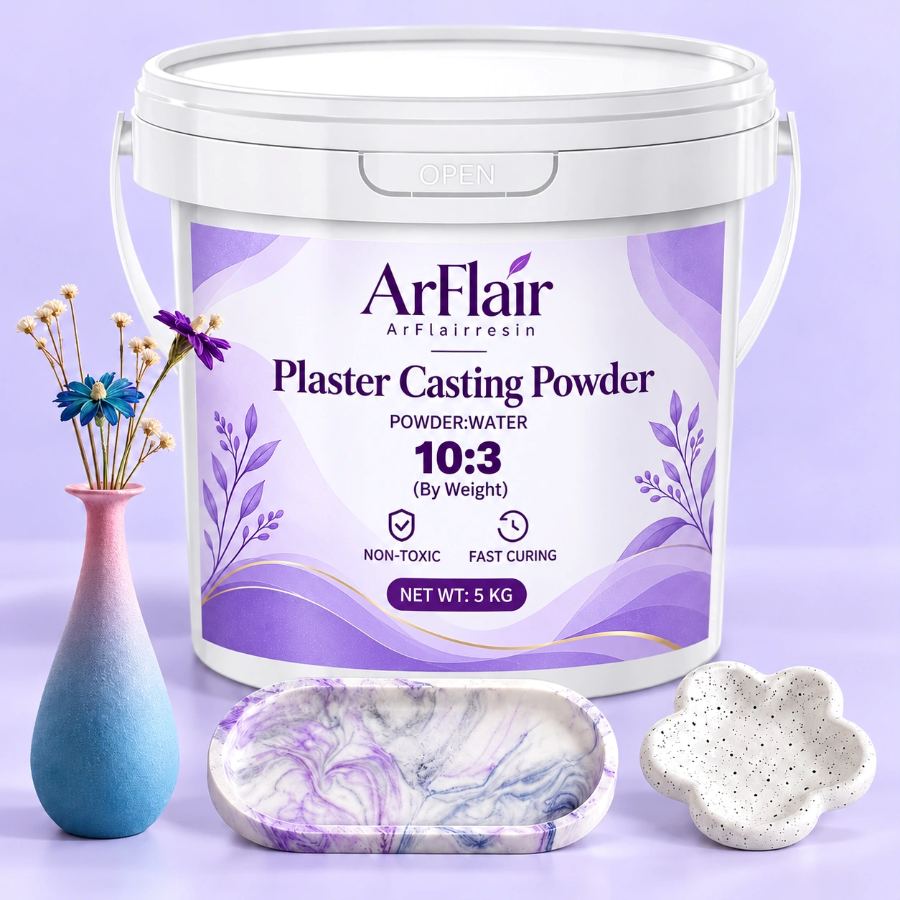 OPEN
ArFlair
ArFlairresin
Plaster Casting Powder
POWDER:WATER
10:3
(By Weight)
NON-TOXIC FAST CURING
NET WT: 5 KG